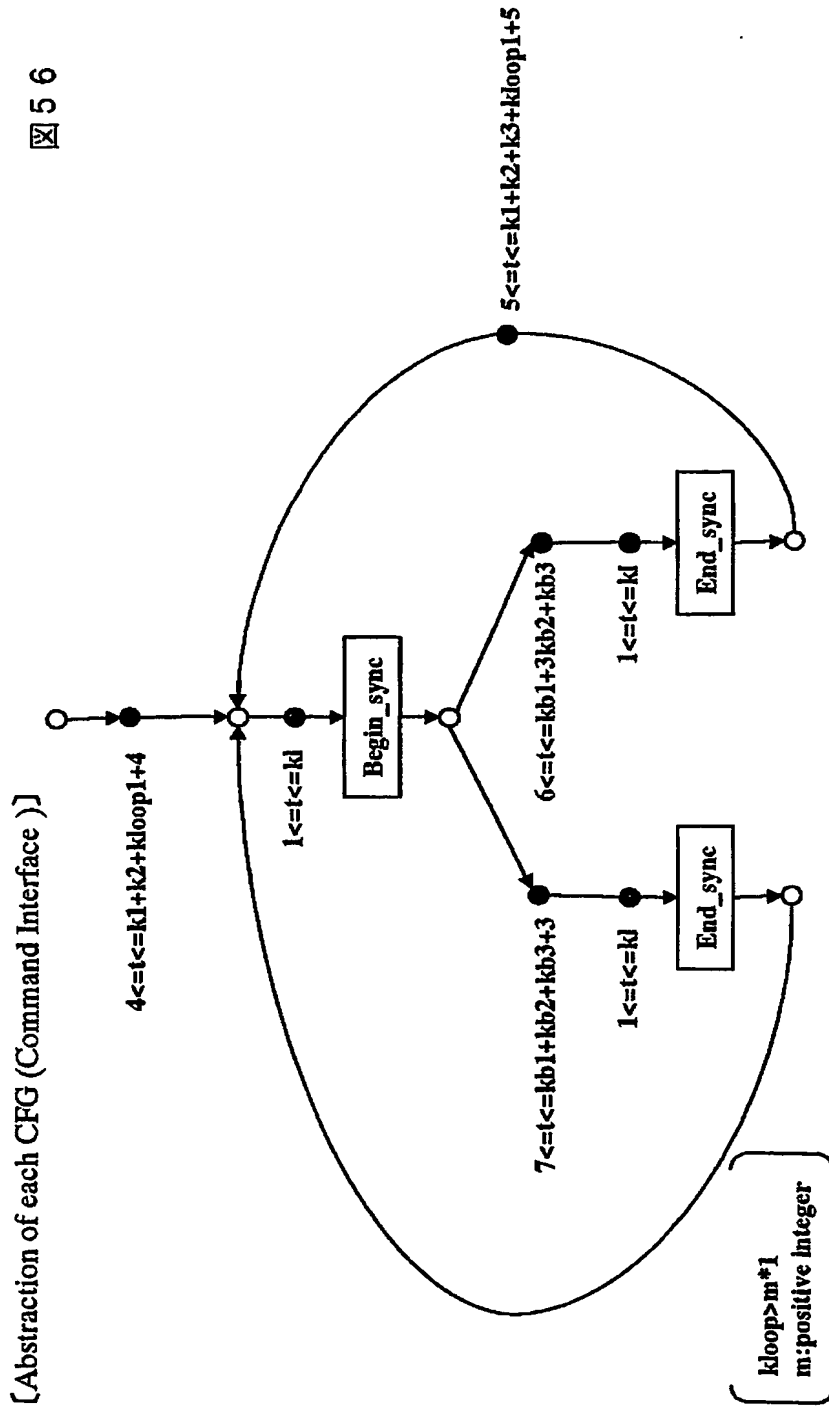 [Abstraction of each CFG (Command Interface )]
図５６
4<=t<=k1+k2+kloop1+4
1<=t<=kl
Begin_sync
7<=t<=kb1+kb2+kb3+3
6<=t<=kb1+3kb2+kb3
1<=t<=kl
1<=t<=kl
End_sync
End_sync
5<=t<=k1+k2+k3+kloop1+5
kloop>m*1
m:positive integer